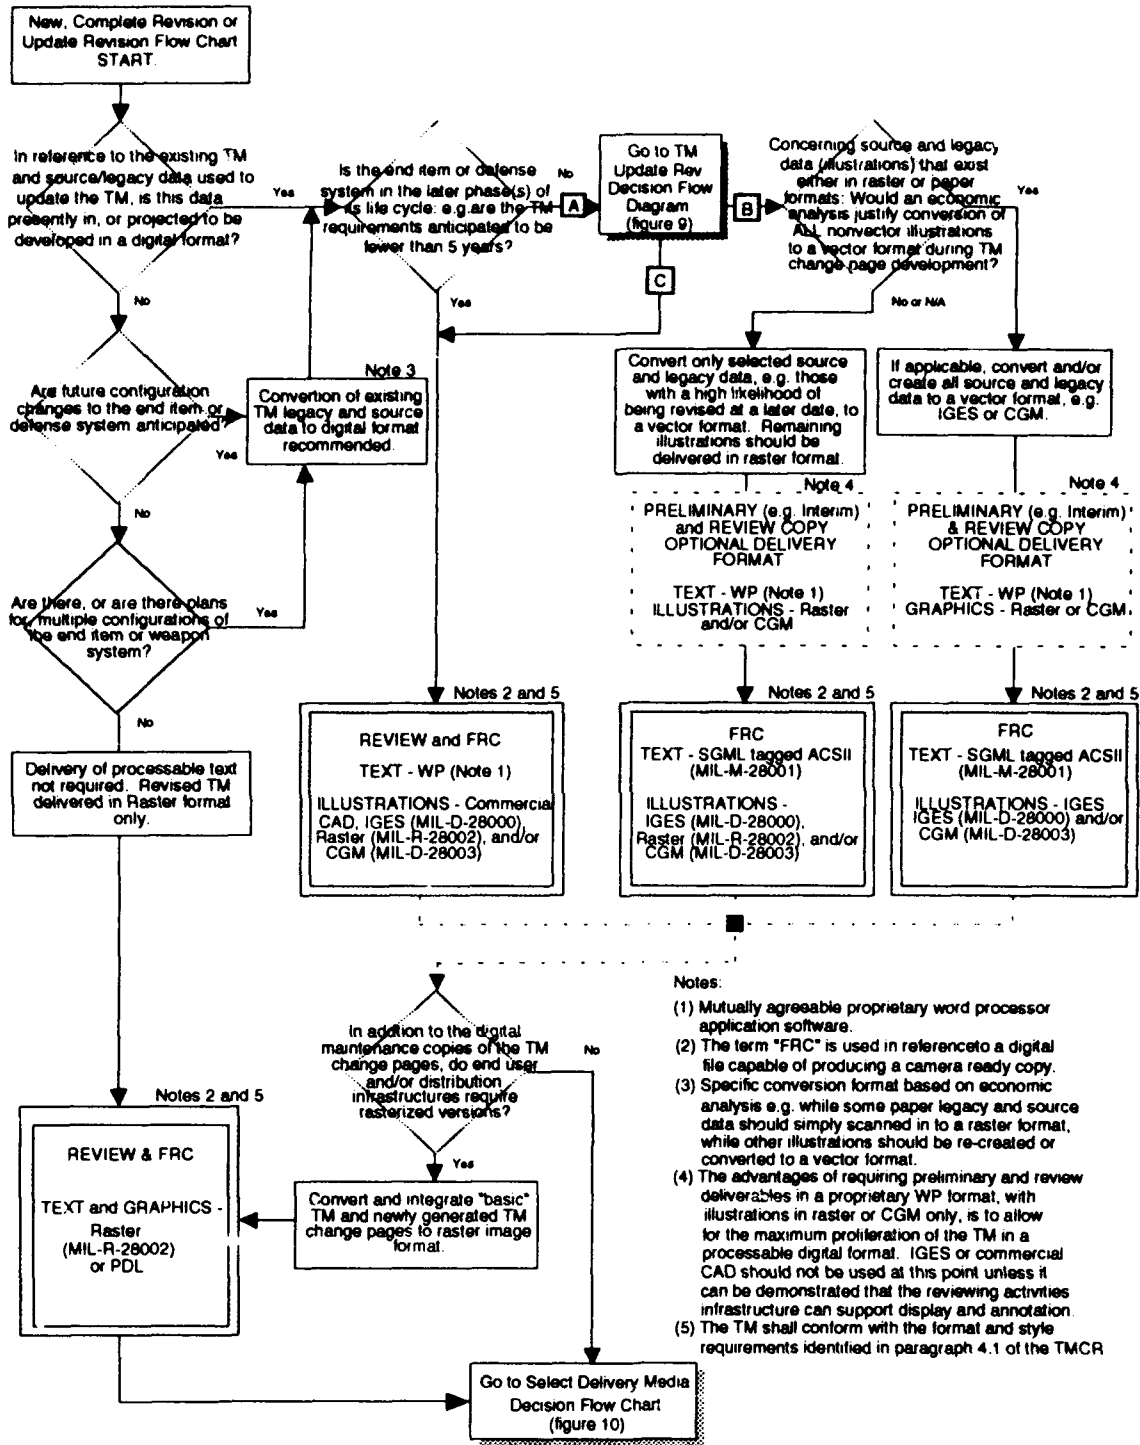 New, Complete Revision or
Update Revision Flow Chart
START.
In reference to the existing TM
and source/legacy data used to
update the TM, is this data
presently in, or projected to be
developed in a digital format?
Yes
No
Are future configuration
changes to the end item or
defense system anticipated?
Yes
No
Are there, or are there plans
for, multiple configurations of
the end item or weapon
system?
Yes
No
Delivery of processable text
not required. Revised TM
delivered in Raster format
only.
Note 3
Convertion of existing
TM legacy and source
data to digital format
recommended.
Is the end item or defense
system in the later phase(s) of
its life cycle: e.g. are the TM
requirements anticipated to be
fewer than 5 years?
No
Yes
A
Go to TM
Update Rev
Decision Flow
Diagram
(figure 9)
B
C
Concerning source and legacy
data (illustrations) that exist
either in raster or paper
formats: Would an economic
analysis justify conversion of
ALL nonvector illustrations
to a vector format during TM
change page development?
Yes
No or N/A
Convert only selected source
and legacy data, e.g. those
with a high likelihood of
being revised at a later date, to
a vector format. Remaining
illustrations should be
delivered in raster format.
If applicable, convert and/or
create all source and legacy
data to a vector format, e.g.
IGES or CGM.
Note 4
PRELIMINARY (e.g. Interim)
and REVIEW COPY
OPTIONAL DELIVERY
FORMAT
TEXT - WP (Note 1)
ILLUSTRATIONS - Raster
and/or CGM
Note 4
PRELIMINARY (e.g. Interim)
& REVIEW COPY
OPTIONAL DELIVERY
FORMAT
TEXT - WP (Note 1)
GRAPHICS - Raster or CGM
Notes 2 and 5
REVIEW and FRC
TEXT - WP (Note 1)
ILLUSTRATIONS - Commercial
CAD, IGES (MIL-D-28000),
Raster (MIL-R-28002), and/or
CGM (MIL-D-28003)
Notes 2 and 5
FRC
TEXT - SGML tagged ACSII
(MIL-M-28001)
ILLUSTRATIONS -
IGES (MIL-D-28000),
Raster (MIL-R-28002), and/or
CGM (MIL-D-28003)
Notes 2 and 5
FRC
TEXT - SGML tagged ACSII
(MIL-M-28001)
ILLUSTRATIONS - IGES
IGES (MIL-D-28000) and/or
CGM (MIL-D-28003)
In addition to the digital
maintenance copies of the TM
change pages, do end user
and/or distribution
infrastructures require
rasterized versions?
No
Yes
Convert and integrate "basic"
TM and newly generated TM
change pages to raster image
format.
Notes 2 and 5
REVIEW & FRC
TEXT and GRAPHICS -
Raster
(MIL-R-28002)
or PDL
Go to Select Delivery Media
Decision Flow Chart
(figure 10)
Notes:
(1) Mutually agreeable proprietary word processor
application software.
(2) The term "FRC" is used in referenceto a digital
file capable of producing a camera ready copy.
(3) Specific conversion format based on economic
analysis e.g. while some paper legacy and source
data should simply scanned in to a raster format,
while other illustrations should be re-created or
converted to a vector format.
(4) The advantages of requiring preliminary and review
deliverables in a proprietary WP format, with
illustrations in raster or CGM only, is to allow
for the maximum proliferation of the TM in a
processable digital format. IGES or commercial
CAD should not be used at this point unless it
can be demonstrated that the reviewing activities
infrastructure can support display and annotation.
(5) The TM shall conform with the format and style
requirements identified in paragraph 4.1 of the TMCR